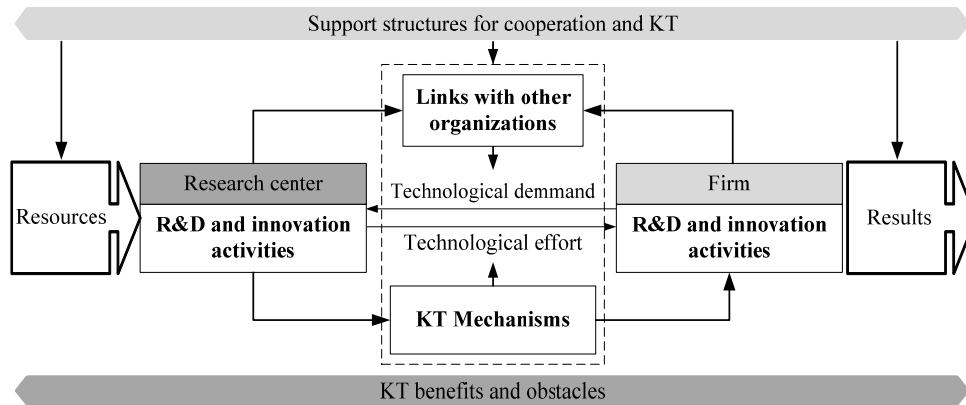 Support structures for cooperation and KT
Links with other
organizations
Research center
Technological demmand
Firm
Resources
R&D and innovation
activities
Technological effort
R&D and innovation
activities
Results
KT Mechanisms
KT benefits and obstacles